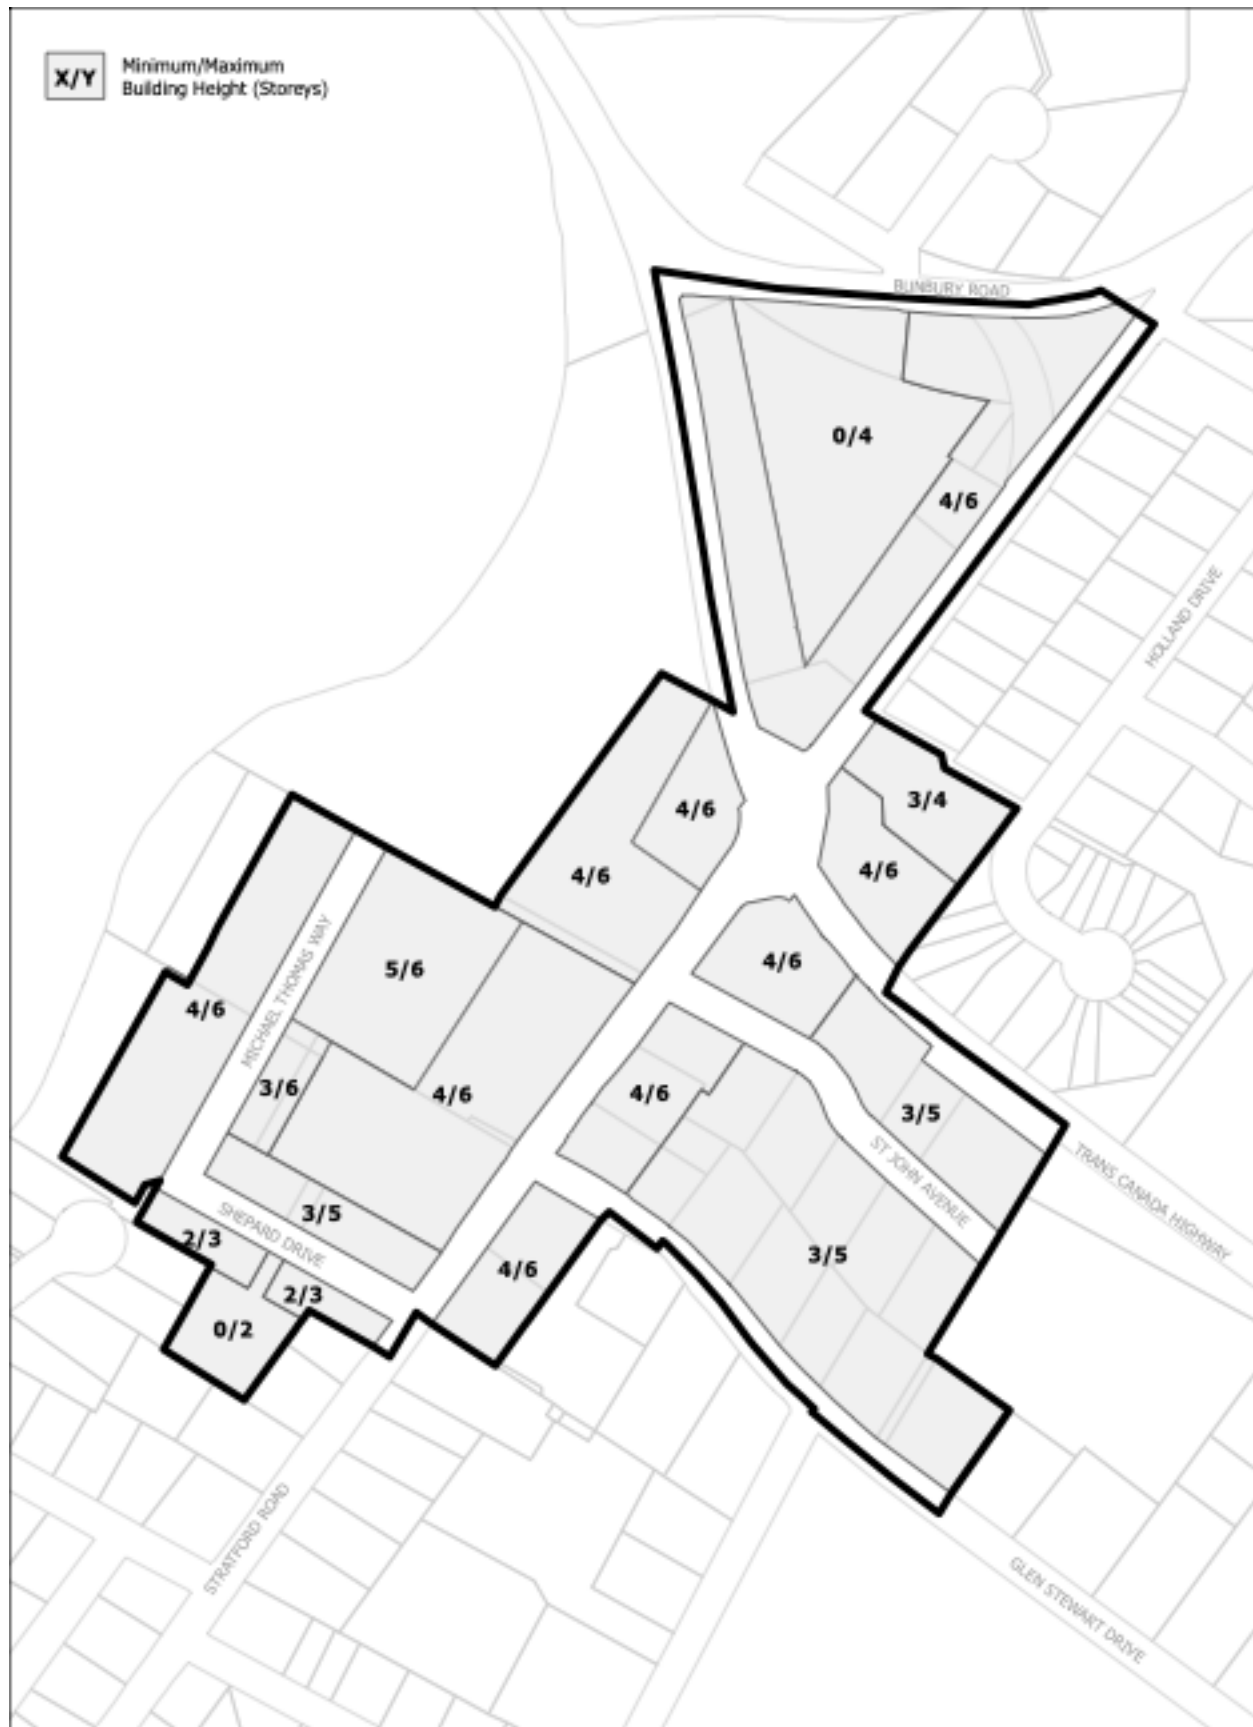 X/Y
Minimum/Maximum
Building Height (Storeys)
BUNBURY ROAD
0/4
4/6
HOLLAND DRIVE
3/4
4/6
4/6
4/6
4/6
5/6
MICHAEL THOMAS WAY
4/6
3/6
4/6
4/6
3/5
ST JOHN AVENUE
TRANS CANADA HIGHWAY
3/5
SHEPARD DRIVE
2/3
3/5
4/6
2/3
0/2
STRATFORD ROAD
GLEN STEWART DRIVE